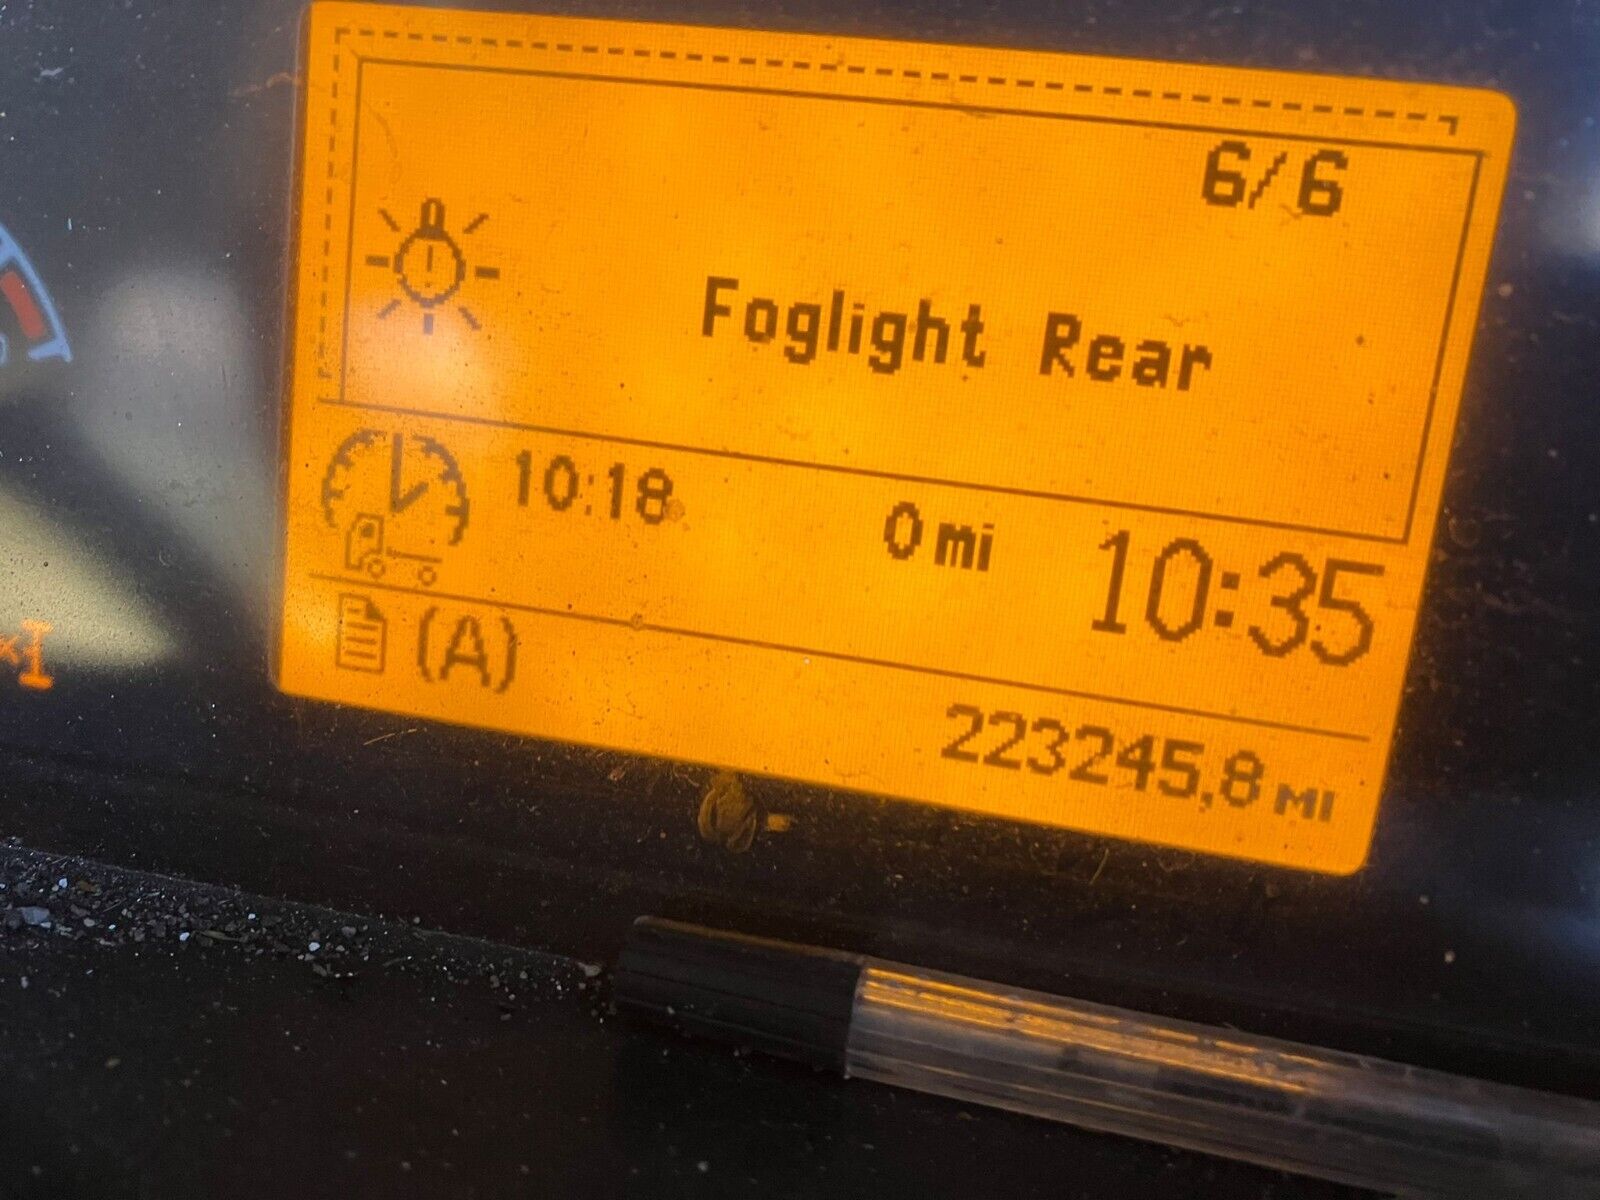 6/6
Foglight Rear
10:18 0 mi 10:35
(A)
223245,8 MI